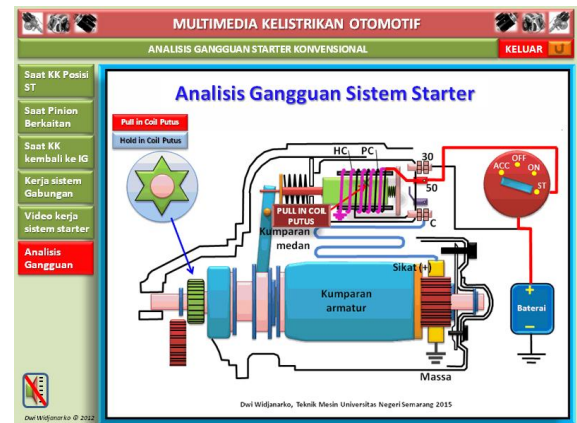 MULTIMEDIA KELISTRIKAN OTOMOTIF
ANALISIS GANGGUAN STARTER KONVENSIONAL
KELUAR
Saat KK Posisi
ST
Saat Pinion
Berkaitan
Saat KK
kembali ke IG
Kerja sistem
Gabungan
Video kerja
sistem starter
Analisis
Gangguan
Dwi Widjanarko © 2012
Analisis Gangguan Sistem Starter
Pull in Coil Putus
Hold in Coil Putus
HC PC
30
50
C
PULL IN COIL
PUTUS
Kumparan
medan
Sikat (+)
Kumparan
armatur
Massa
ACC OFF ON
ST
+
Baterai
–
Dwi Widjanarko, Teknik Mesin Universitas Negeri Semarang 2015